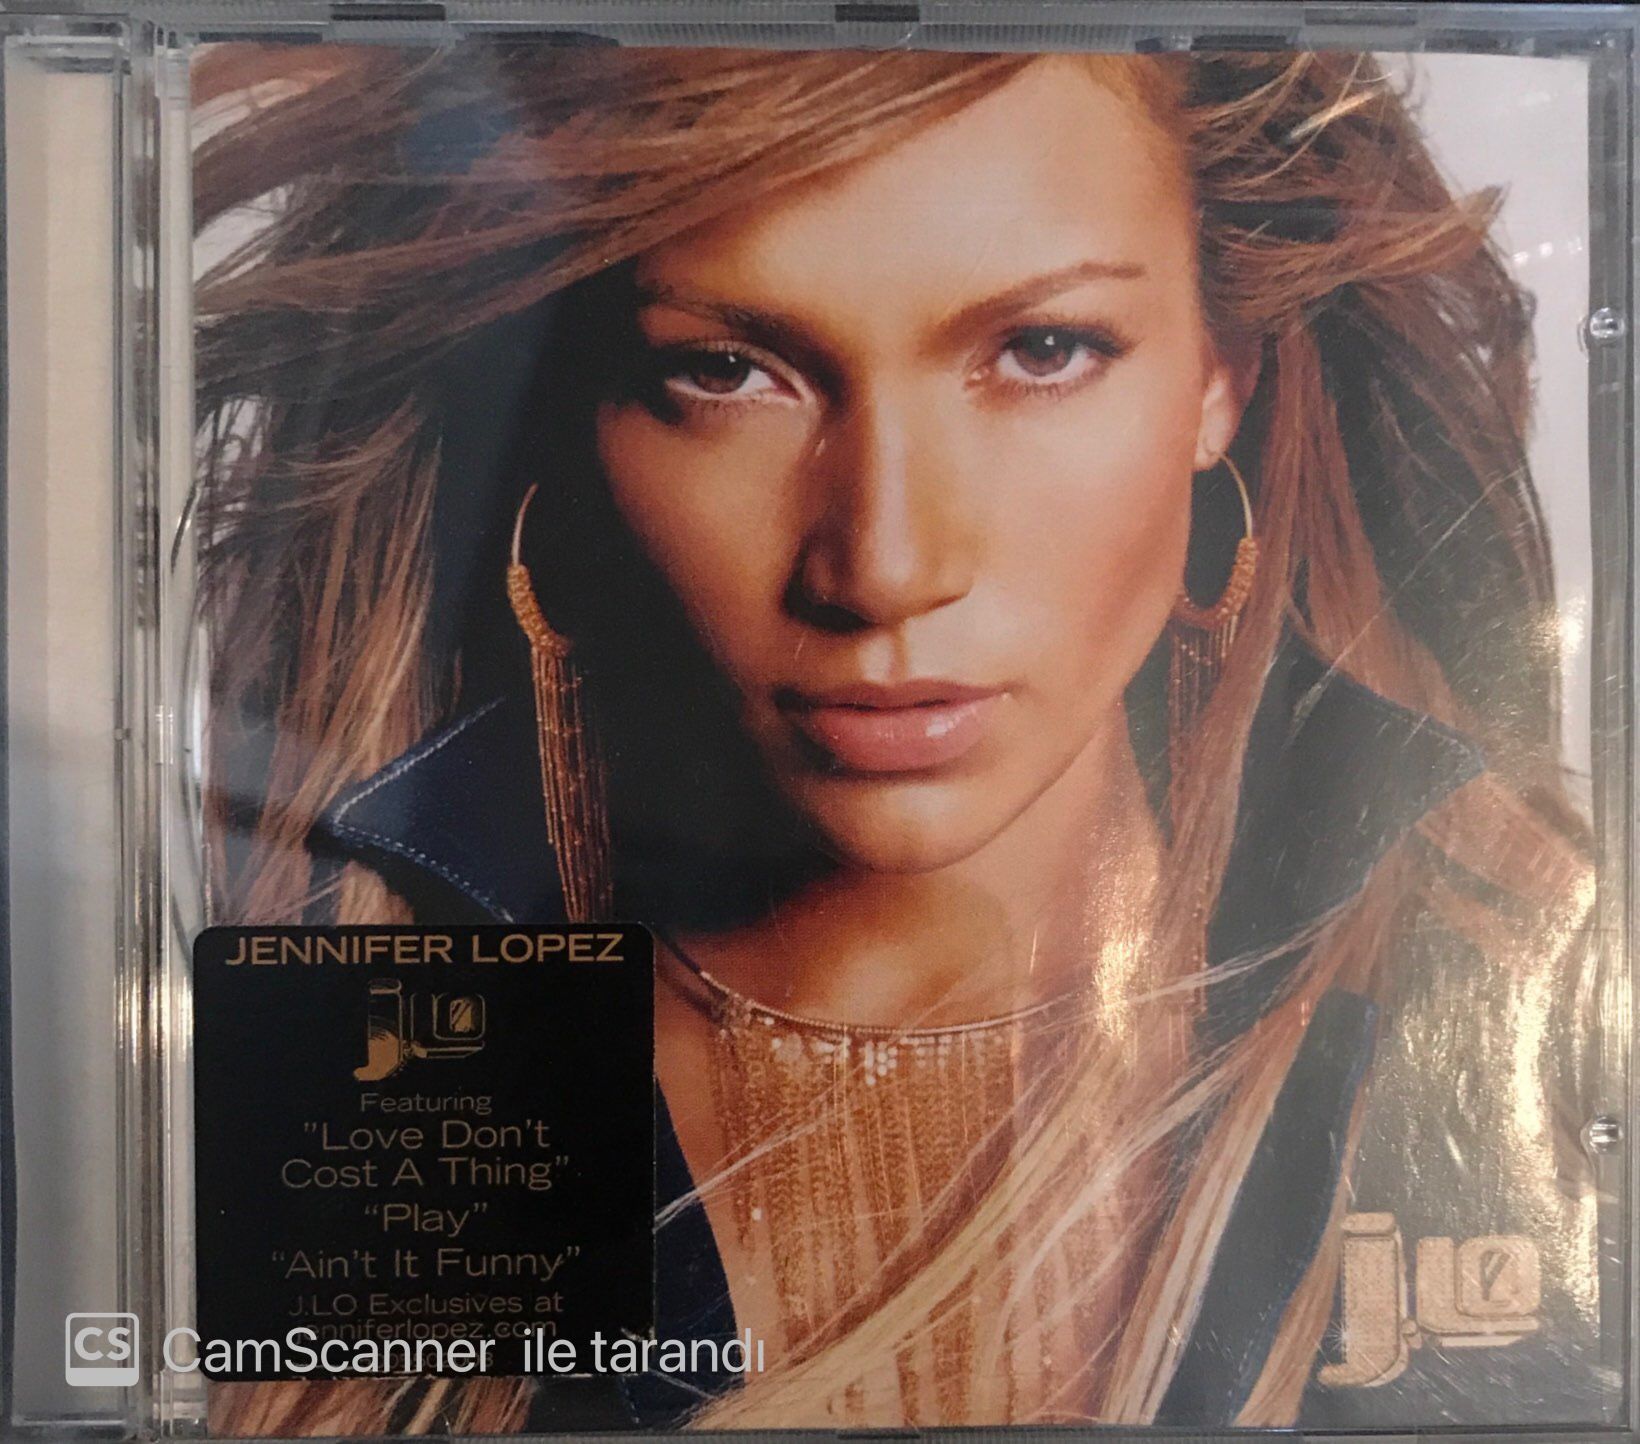 JENNIFER LOPEZ
J.LO
Featuring
"Love Don't
Cost A Thing"
"Play"
"Ain't It Funny"
J.LO Exclusives at
jenniferlopez.com
J.LO
CS CamScanner ile tarandı